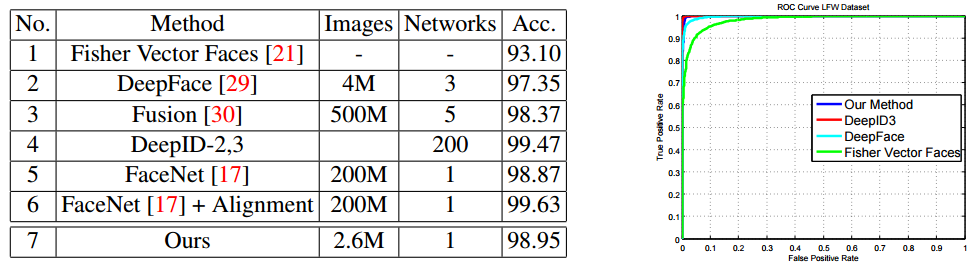 No. Method Images Networks Acc.
1 Fisher Vector Faces [21] - - 93.10
2 DeepFace [29] 4M 3 97.35
3 Fusion [30] 500M 5 98.37
4 DeepID-2,3 200 99.47
5 FaceNet [17] 200M 1 98.87
6 FaceNet [17] + Alignment 200M 1 99.63
7 Ours 2.6M 1 98.95
ROC Curve LFW Dataset
True Positive Rate
1
0.9
0.8
0.7
0.6
0.5
0.4
0.3
0.2
0.1
0
Our Method
DeepID3
DeepFace
Fisher Vector Faces
0 0.1 0.2 0.3 0.4 0.5 0.6 0.7 0.8 0.9 1
False Positive Rate